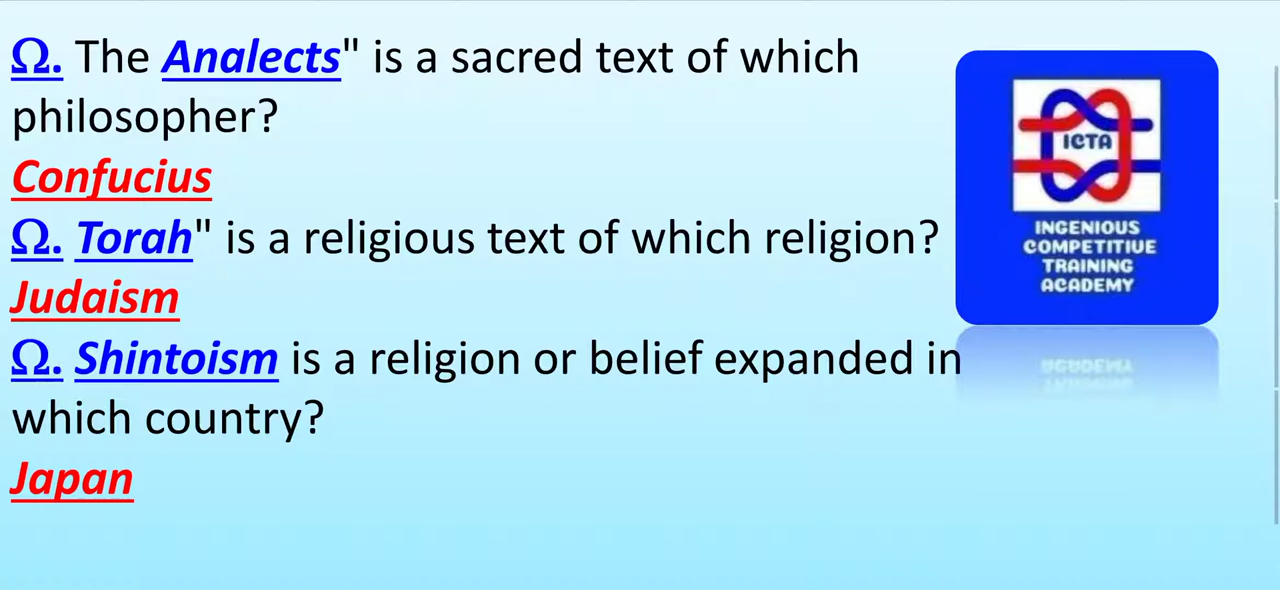 Ω. The Analects" is a sacred text of which
philosopher?
Confucius
Ω. Torah" is a religious text of which religion?
Judaism
Ω. Shintoism is a religion or belief expanded in
which country?
Japan
ICTA
INGENIOUS
COMPETITIVE
TRAINING
ACADEMY